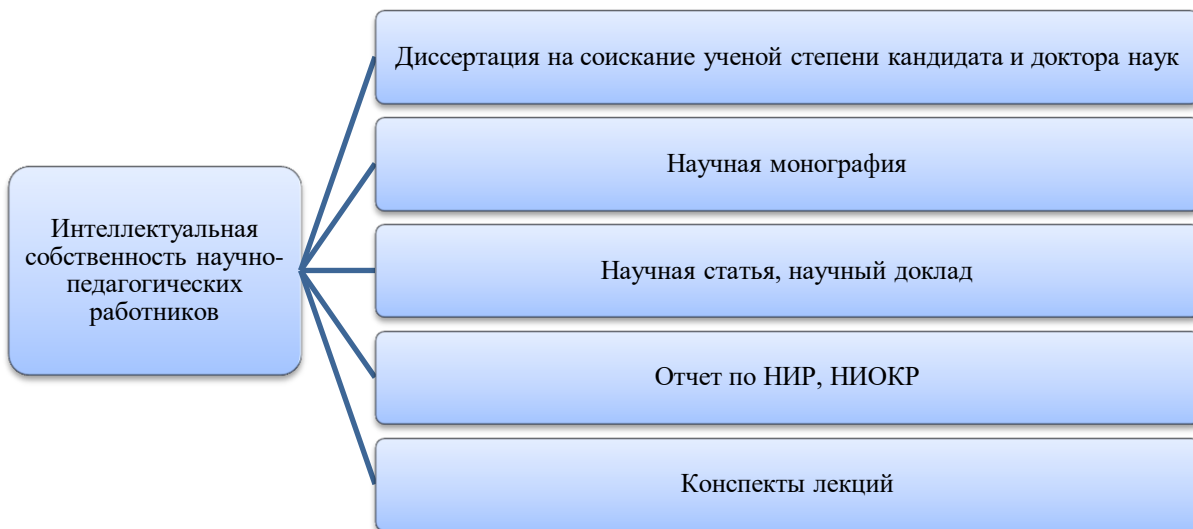 Интеллектуальная
собственность научно-
педагогических
работников
Диссертация на соискание ученой степени кандидата и доктора наук
Научная монография
Научная статья, научный доклад
Отчет по НИР, НИОКР
Конспекты лекций